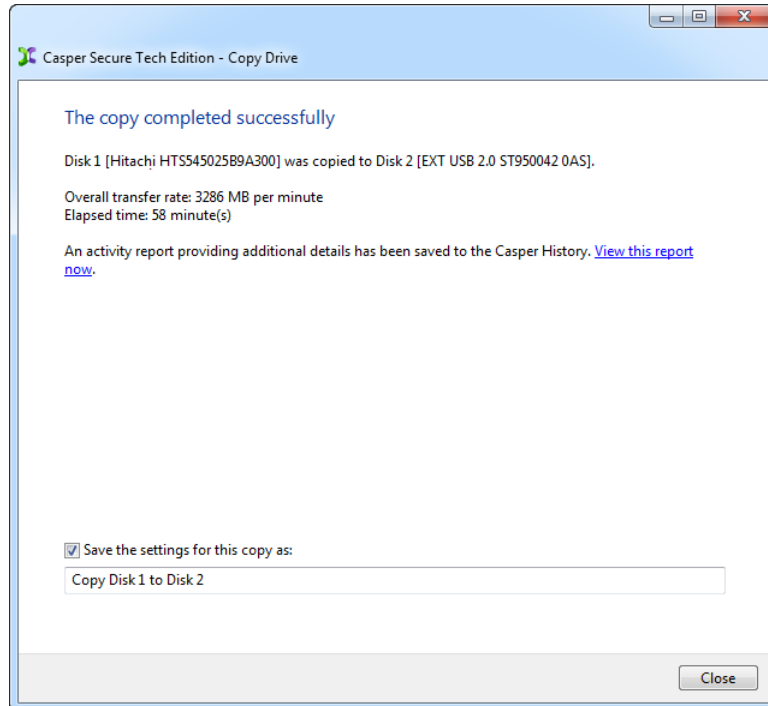 Casper Secure Tech Edition - Copy Drive
The copy completed successfully
Disk 1 [Hitachi HTS545025B9A300] was copied to Disk 2 [EXT USB 2.0 ST950042 0AS].
Overall transfer rate: 3286 MB per minute
Elapsed time: 58 minute(s)
An activity report providing additional details has been saved to the Casper History. View this report
now.
Save the settings for this copy as:
Copy Disk 1 to Disk 2
Close